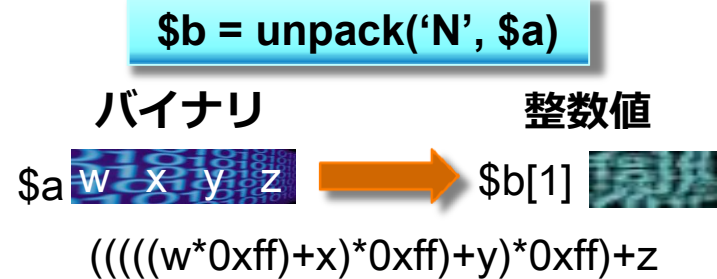 $b = unpack(‘N’, $a)
バイナリ 整数値
$a w x y z $b[1]
(((((w*0xff)+x)*0xff)+y)*0xff)+z